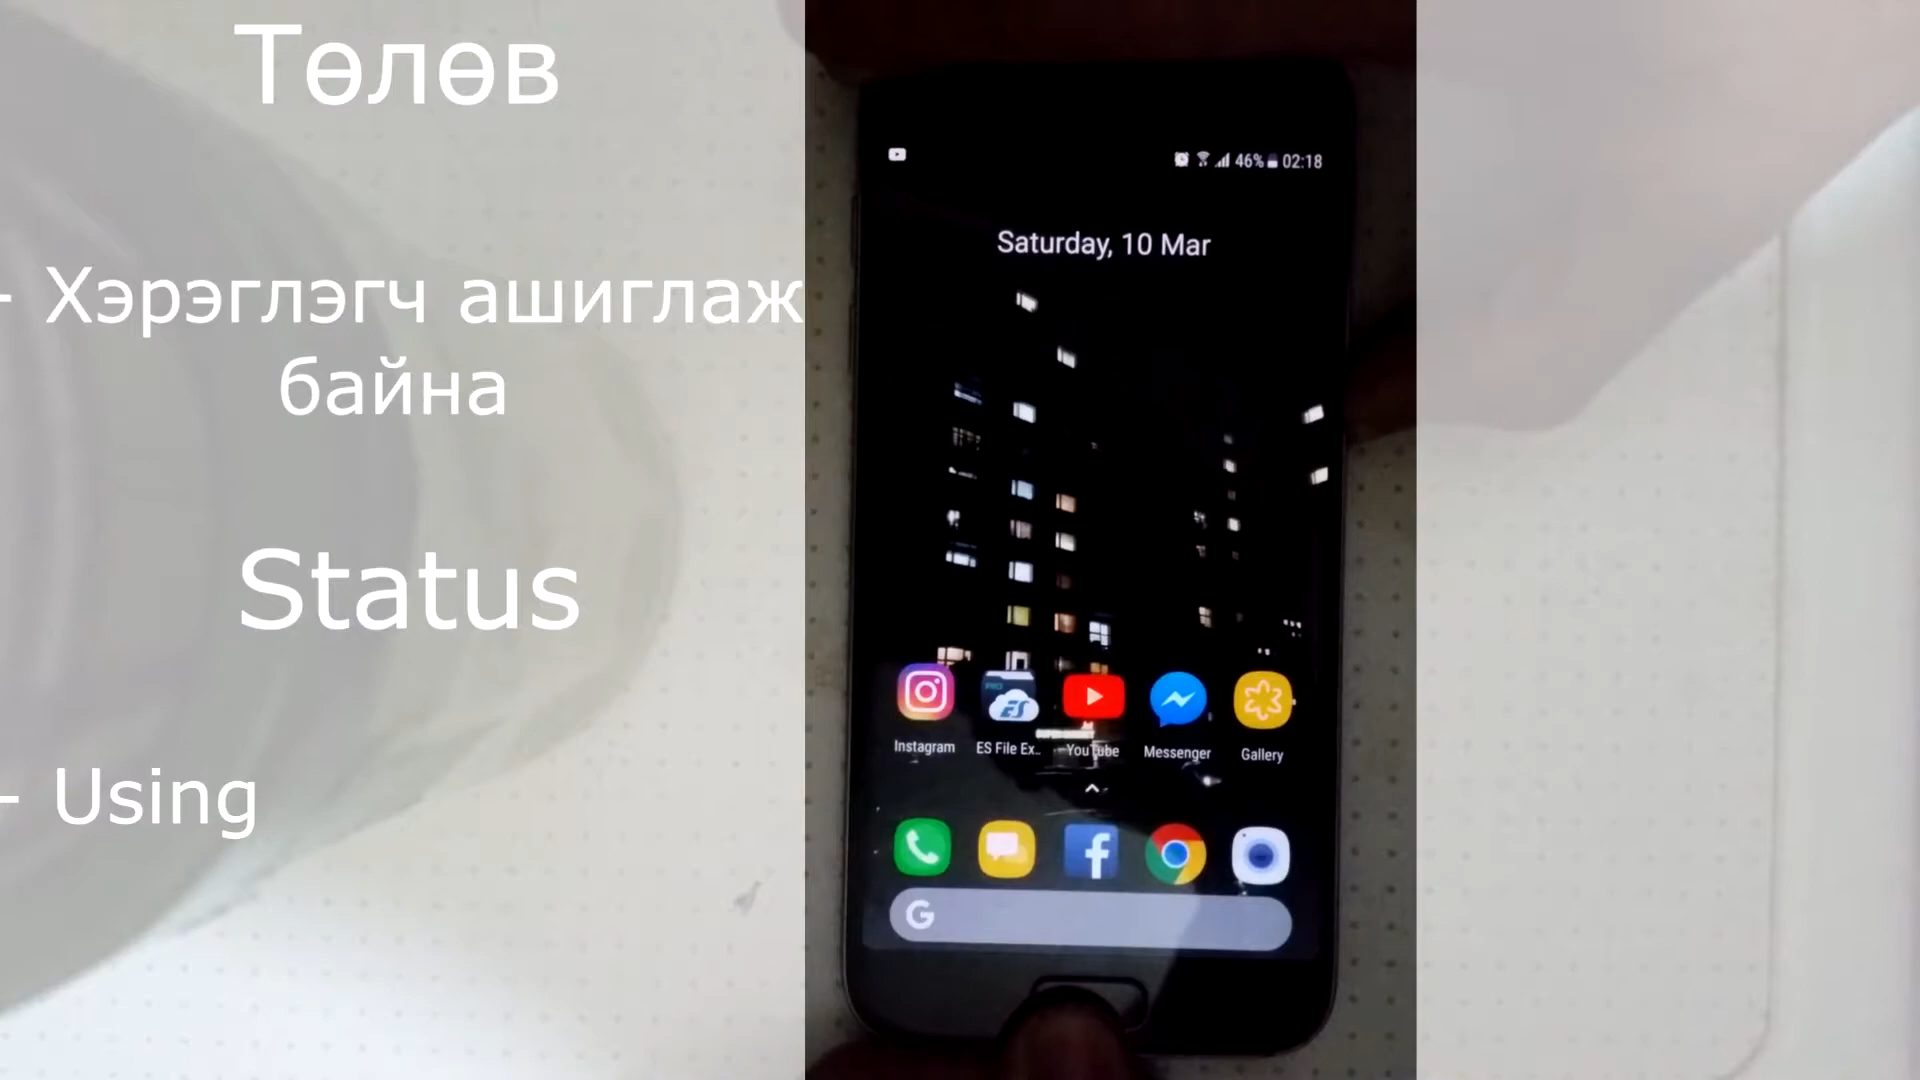 Төлөв
- Хэрэглэгч ашиглаж
байна
Status
- Using
46% 02:18
Saturday, 10 Mar
Instagram
ES File Ex..
YouTube
Messenger
Gallery